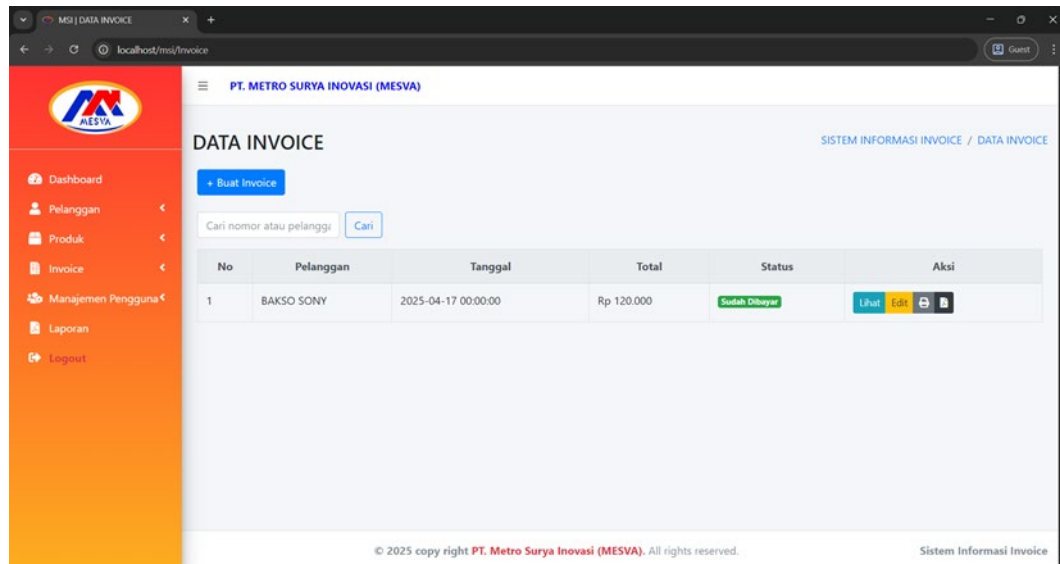 MSI | DATA INVOICE
localhost/msi/Invoice
Guest
MESVA
PT. METRO SURYA INOVASI (MESVA)
DATA INVOICE
SISTEM INFORMASI INVOICE / DATA INVOICE
Dashboard
Pelanggan
Produk
Invoice
Manajemen Pengguna
Laporan
Logout
+ Buat Invoice
Cari nomor atau pelangga
Cari
No Pelanggan Tanggal Total Status Aksi
1 BAKSO SONY 2025-04-17 00:00:00 Rp 120.000 Sudah Dibayar Lihat Edit
© 2025 copy right PT. Metro Surya Inovasi (MESVA). All rights reserved.
Sistem Informasi Invoice